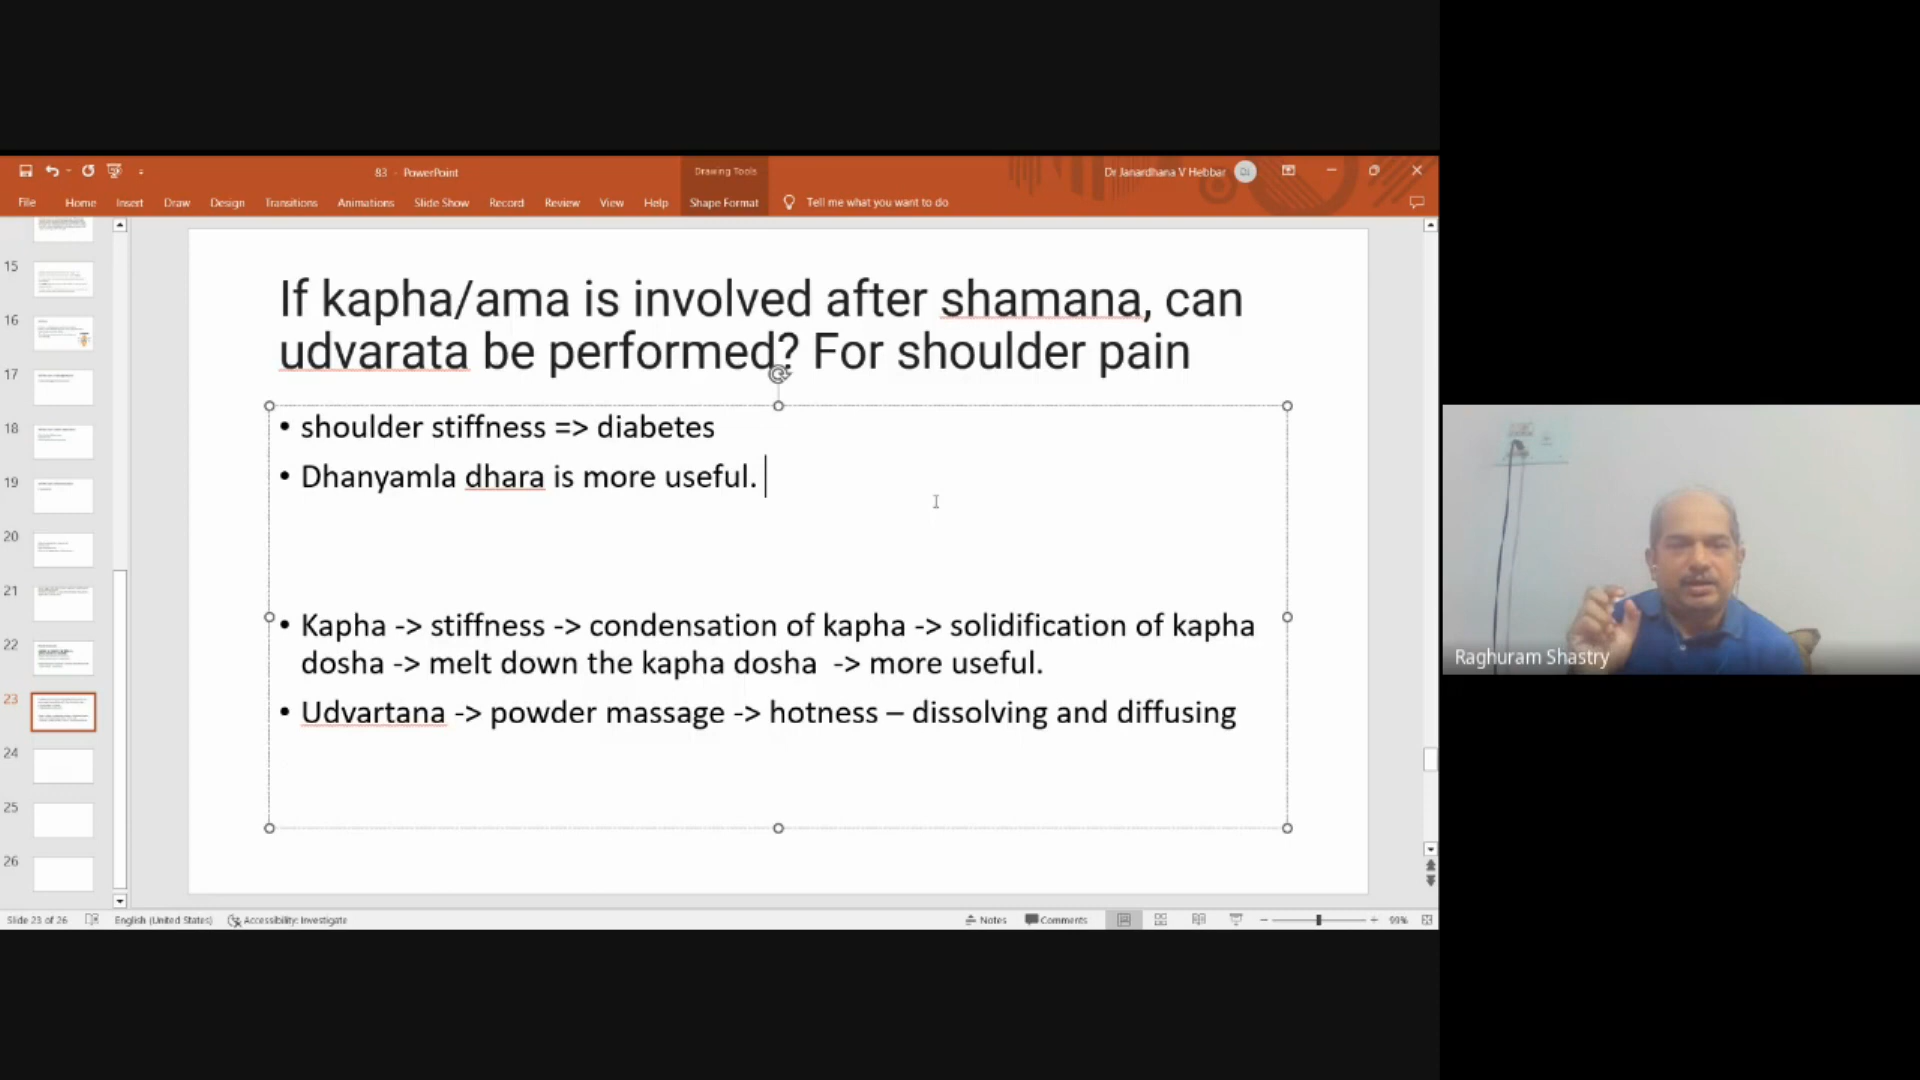 83 - PowerPoint
Drawing Tools
Dr Janardhana V Hebbar
File Home Insert Draw Design Transitions Animations Slide Show Record Review View Help Shape Format Tell me what you want to do
If kapha/ama is involved after shamana, can
udvarata be performed? For shoulder pain
• shoulder stiffness => diabetes
• Dhanyamla dhara is more useful.
• Kapha -> stiffness -> condensation of kapha -> solidification of kapha
dosha -> melt down the kapha dosha -> more useful.
• Udvartana -> powder massage -> hotness – dissolving and diffusing
15
16
17
18
19
20
21
22
23
24
25
26
Raghuram Shastry
Slide 23 of 26 English (United States) Accessibility: Investigate Notes Comments 99%